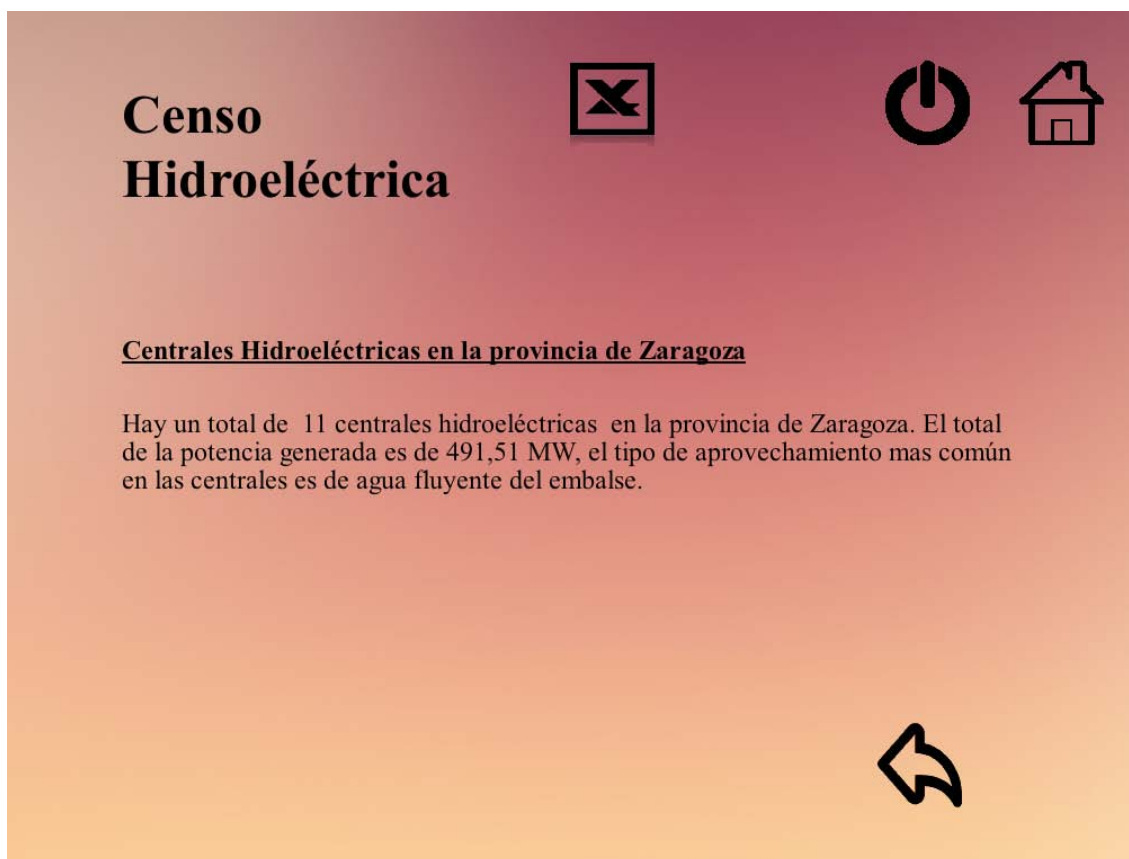 Censo
Hidroeléctrica
Centrales Hidroeléctricas en la provincia de Zaragoza
Hay un total de  11 centrales hidroeléctricas  en la provincia de Zaragoza. El total
de la potencia generada es de 491,51 MW, el tipo de aprovechamiento mas común
en las centrales es de agua fluyente del embalse.